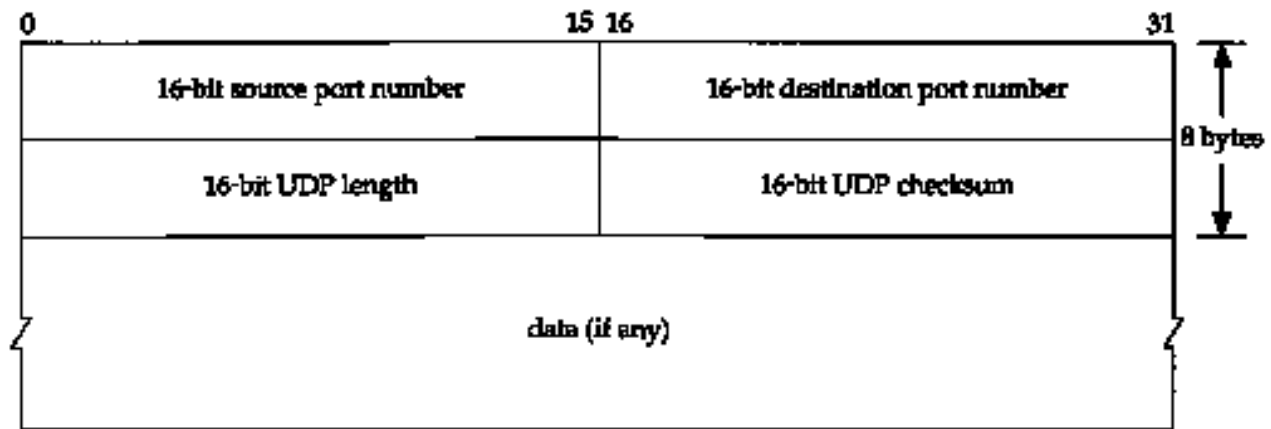 0 15 16 31
16-bit source port number 16-bit destination port number
8 bytes
16-bit UDP length 16-bit UDP checksum
data (if any)